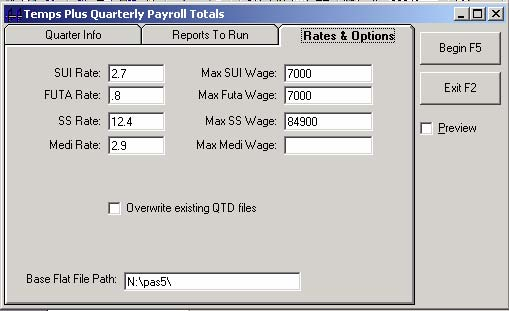 Temps Plus Quarterly Payroll Totals
Quarter Info Reports To Run Rates & Options
Begin F5
Exit F2
Preview
SUI Rate: 2.7 Max SUI Wage: 7000
FUTA Rate: .8 Max Futa Wage: 7000
SS Rate: 12.4 Max SS Wage: 84900
Medi Rate: 2.9 Max Medi Wage:
Overwrite existing QTD files
Base Flat File Path: N:\pas5\